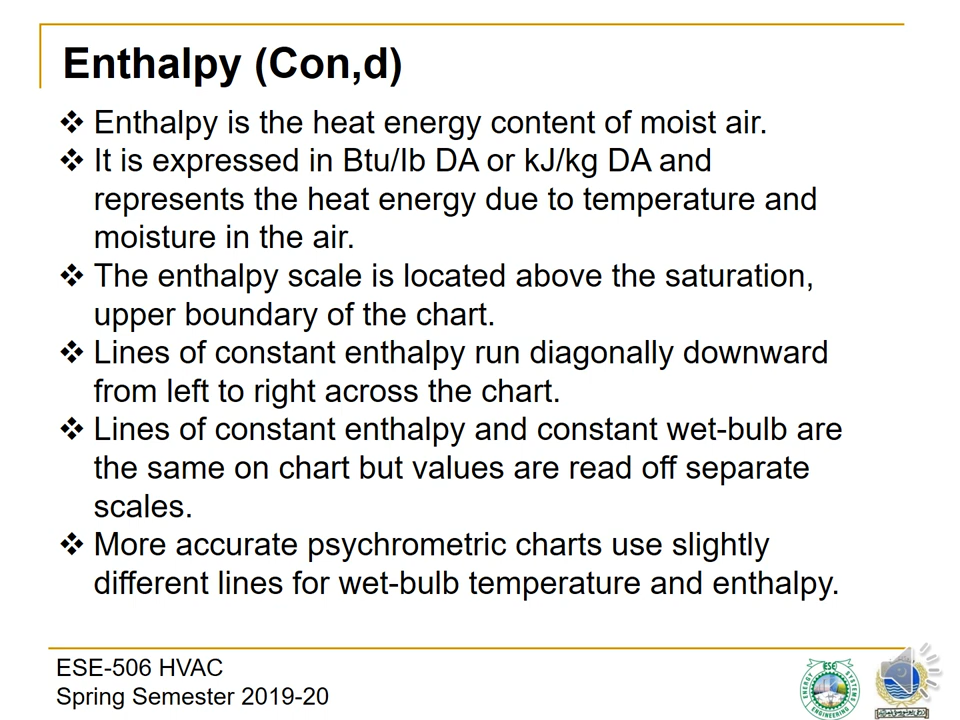 Enthalpy (Con,d)
❖ Enthalpy is the heat energy content of moist air.
❖ It is expressed in Btu/lb DA or kJ/kg DA and
represents the heat energy due to temperature and
moisture in the air.
❖ The enthalpy scale is located above the saturation,
upper boundary of the chart.
❖ Lines of constant enthalpy run diagonally downward
from left to right across the chart.
❖ Lines of constant enthalpy and constant wet-bulb are
the same on chart but values are read off separate
scales.
❖ More accurate psychrometric charts use slightly
different lines for wet-bulb temperature and enthalpy.
ESE-506 HVAC
Spring Semester 2019-20
ESE
ENERGY SYSTEMS
ENGINEERING